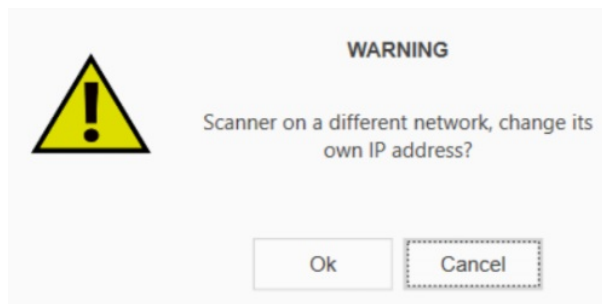 WARNING
Scanner on a different network, change its
own IP address?
Ok
Cancel